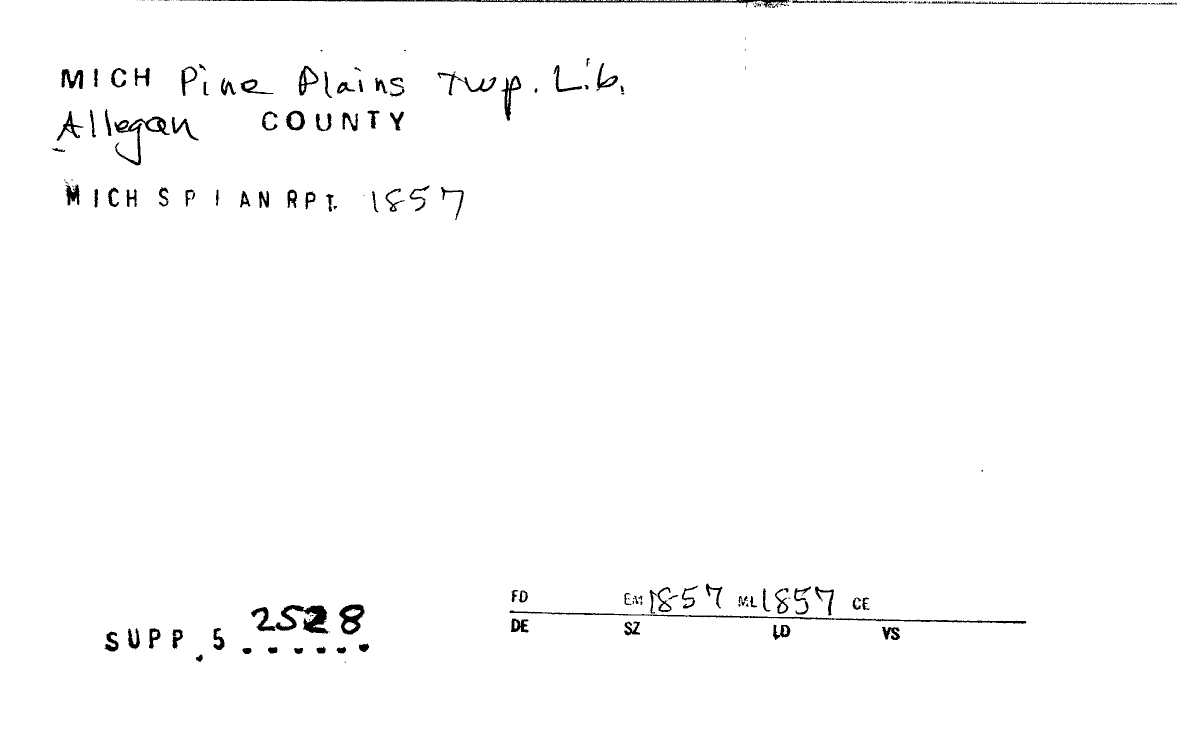 MICH Pine Plains Twp. Lib.
Allegan COUNTY
MICH S P I AN RPT. 1857
SUPP. 5 2528
FD EM 1857 ML 1857 CE
DE SZ LD VS